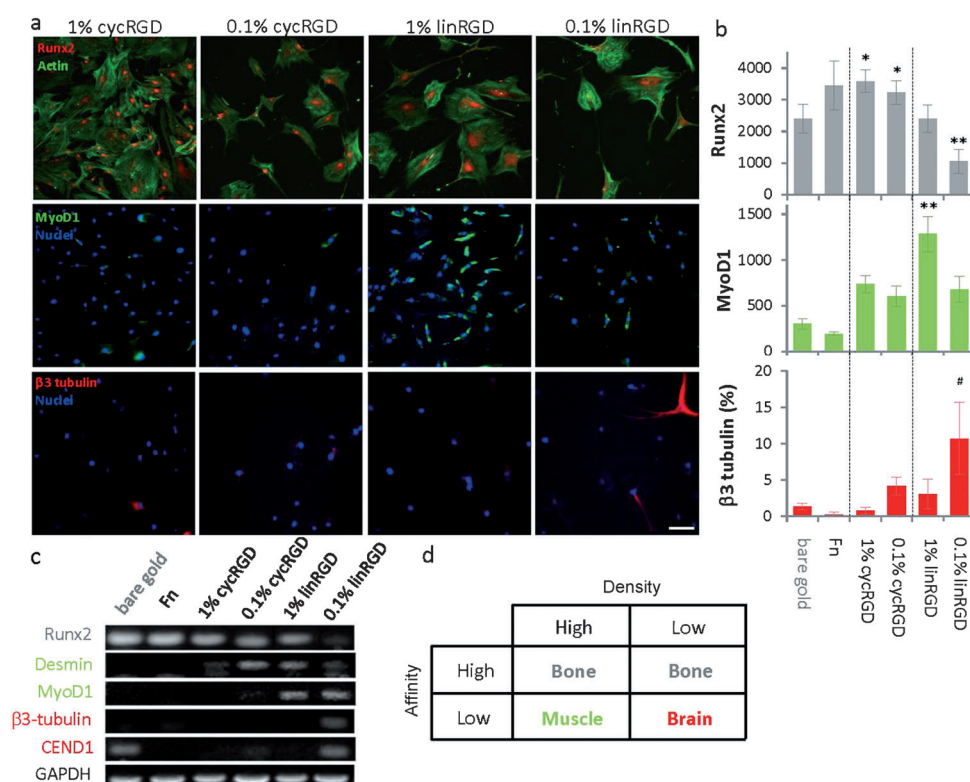 a
1% cycRGD 0.1% cycRGD 1% linRGD 0.1% linRGD
Runx2
Actin
MyoD1
Nuclei
β3 tubulin
Nuclei
b
Runx2
4000
3000
2000
1000
0
* * **
MyoD1
1500
1000
500
0
**
β3 tubulin (%)
20
15
10
5
0
#
bare gold
Fn
1% cycRGD
0.1% cycRGD
1% linRGD
0.1% linRGD
c
bare gold
Fn
1% cycRGD
0.1% cycRGD
1% linRGD
0.1% linRGD
Runx2
Desmin
MyoD1
β3-tubulin
CEND1
GAPDH
d
Density
High Low
Affinity
High Bone Bone
Low Muscle Brain